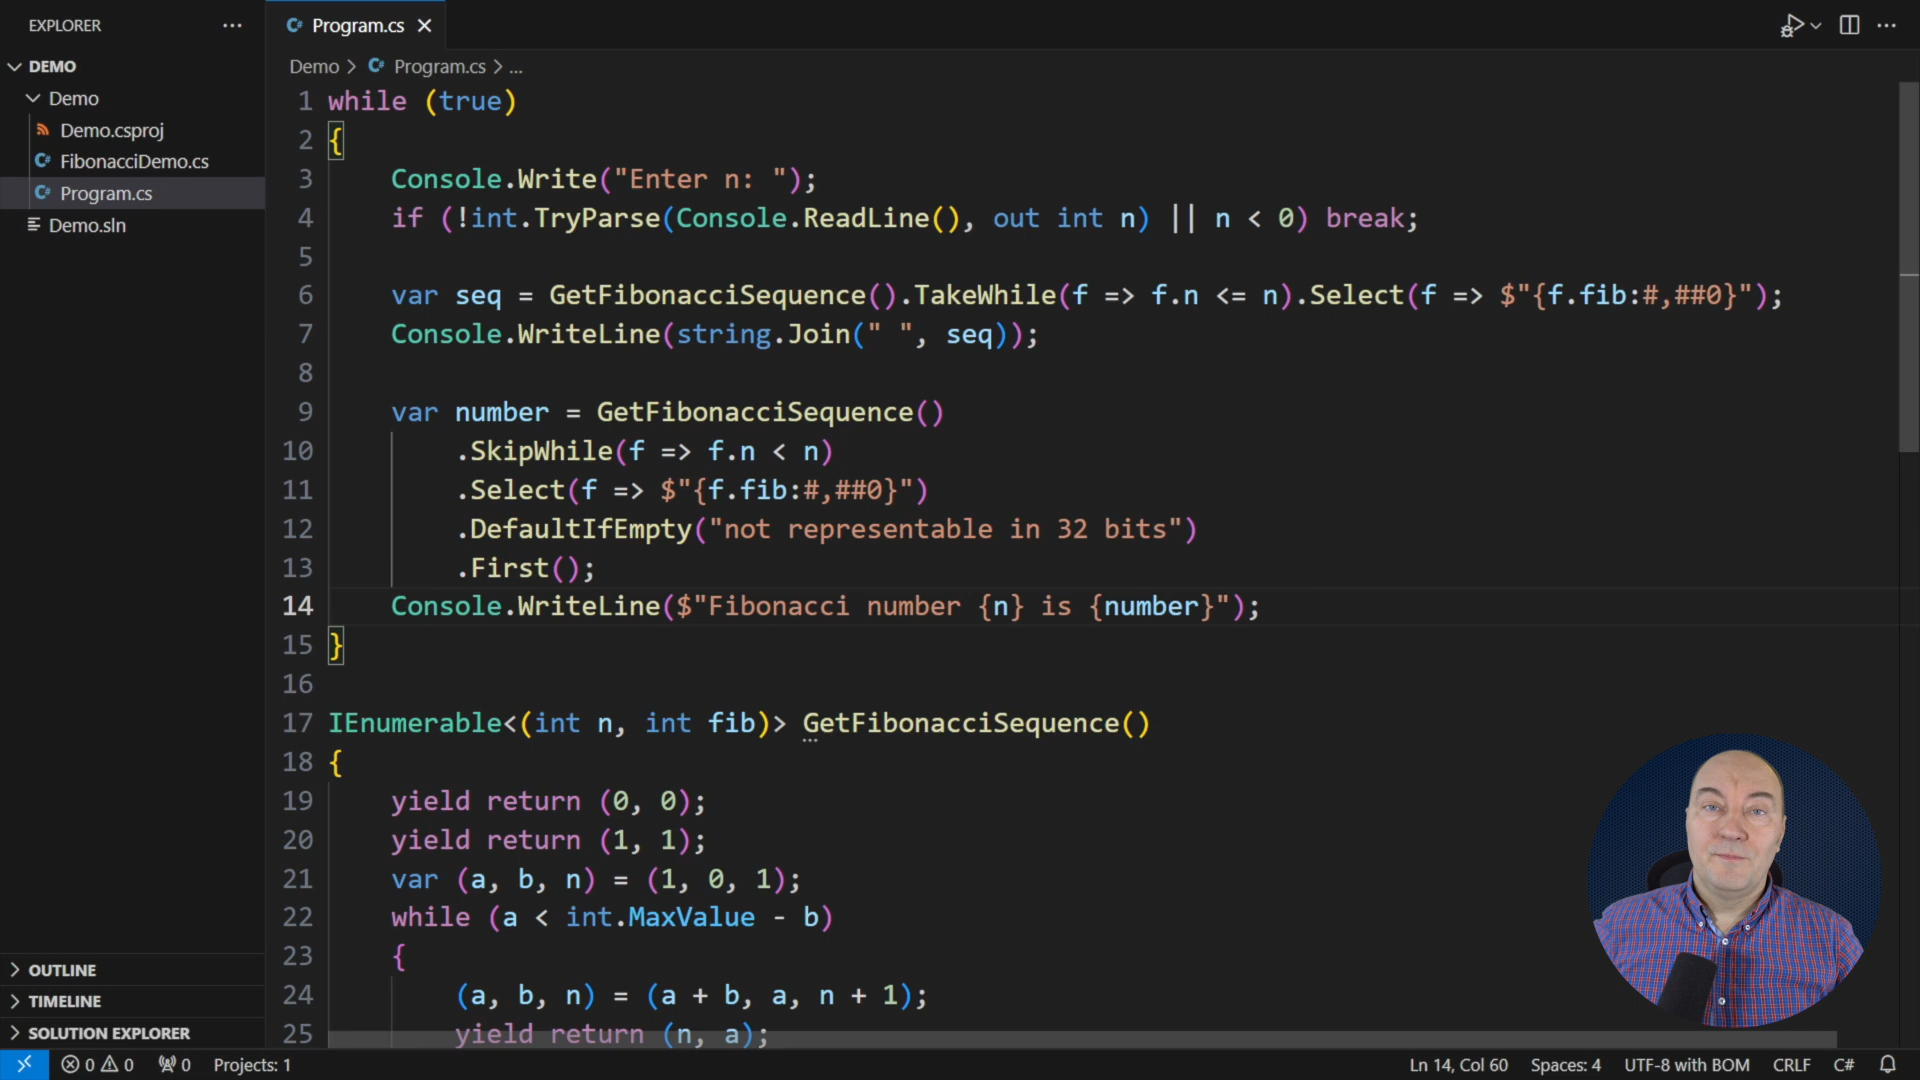 EXPLORER
DEMO
Demo
Demo.csproj
FibonacciDemo.cs
Program.cs
Demo.sln
OUTLINE
TIMELINE
SOLUTION EXPLORER
Program.cs
Demo > Program.cs > ...
1 while (true)
2 {
3 Console.Write("Enter n: ");
4 if (!int.TryParse(Console.ReadLine(), out int n) || n < 0) break;
5
6 var seq = GetFibonacciSequence().TakeWhile(f => f.n <= n).Select(f => $"{f.fib:#,##0}");
7 Console.WriteLine(string.Join(" ", seq));
8
9 var number = GetFibonacciSequence()
10 .SkipWhile(f => f.n < n)
11 .Select(f => $"{f.fib:#,##0}")
12 .DefaultIfEmpty("not representable in 32 bits")
13 .First();
14 Console.WriteLine($"Fibonacci number {n} is {number}");
15 }
16
17 IEnumerable<(int n, int fib)> GetFibonacciSequence()
18 {
19 yield return (0, 0);
20 yield return (1, 1);
21 var (a, b, n) = (1, 0, 1);
22 while (a < int.MaxValue - b)
23 {
24 (a, b, n) = (a + b, a, n + 1);
25 yield return (n, a);
0 0 0 Projects: 1 Ln 14, Col 60 Spaces: 4 UTF-8 with BOM CRLF C#